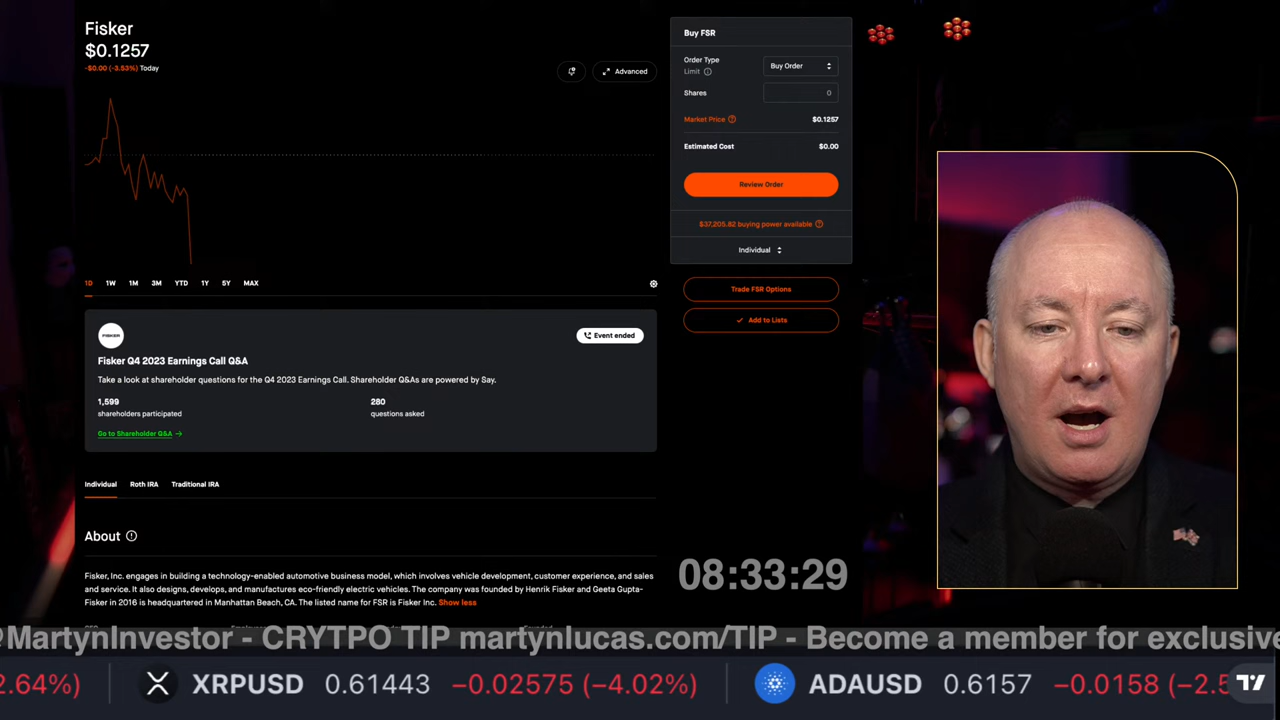 Fisker
$0.1257
-$0.00 (-3.53%) Today
Advanced
1D 1W 1M 3M YTD 1Y 5Y MAX
FISKER
Event ended
Fisker Q4 2023 Earnings Call Q&A
Take a look at shareholder questions for the Q4 2023 Earnings Call. Shareholder Q&As are powered by Say.
1,599
shareholders participated
280
questions asked
Go to Shareholder Q&A →
Individual Roth IRA Traditional IRA
About
Fisker, Inc. engages in building a technology-enabled automotive business model, which involves vehicle development, customer experience, and sales
and service. It also designs, develops, and manufactures eco-friendly electric vehicles. The company was founded by Henrik Fisker and Geeta Gupta-
Fisker in 2016 is headquartered in Manhattan Beach, CA. The listed name for FSR is Fisker Inc. Show less
Buy FSR
Order Type
Limit
Buy Order
Shares 0
Market Price $0.1257
Estimated Cost $0.00
Review Order
$37,205.82 buying power available
Individual
Trade FSR Options
Add to Lists
08:33:29
@MartynInvestor - CRYTPO TIP martynlucas.com/TIP - Become a member for exclusive
2.64%) XRPUSD 0.61443 −0.02575 (−4.02%) ADAUSD 0.6157 −0.0158 (−2.5